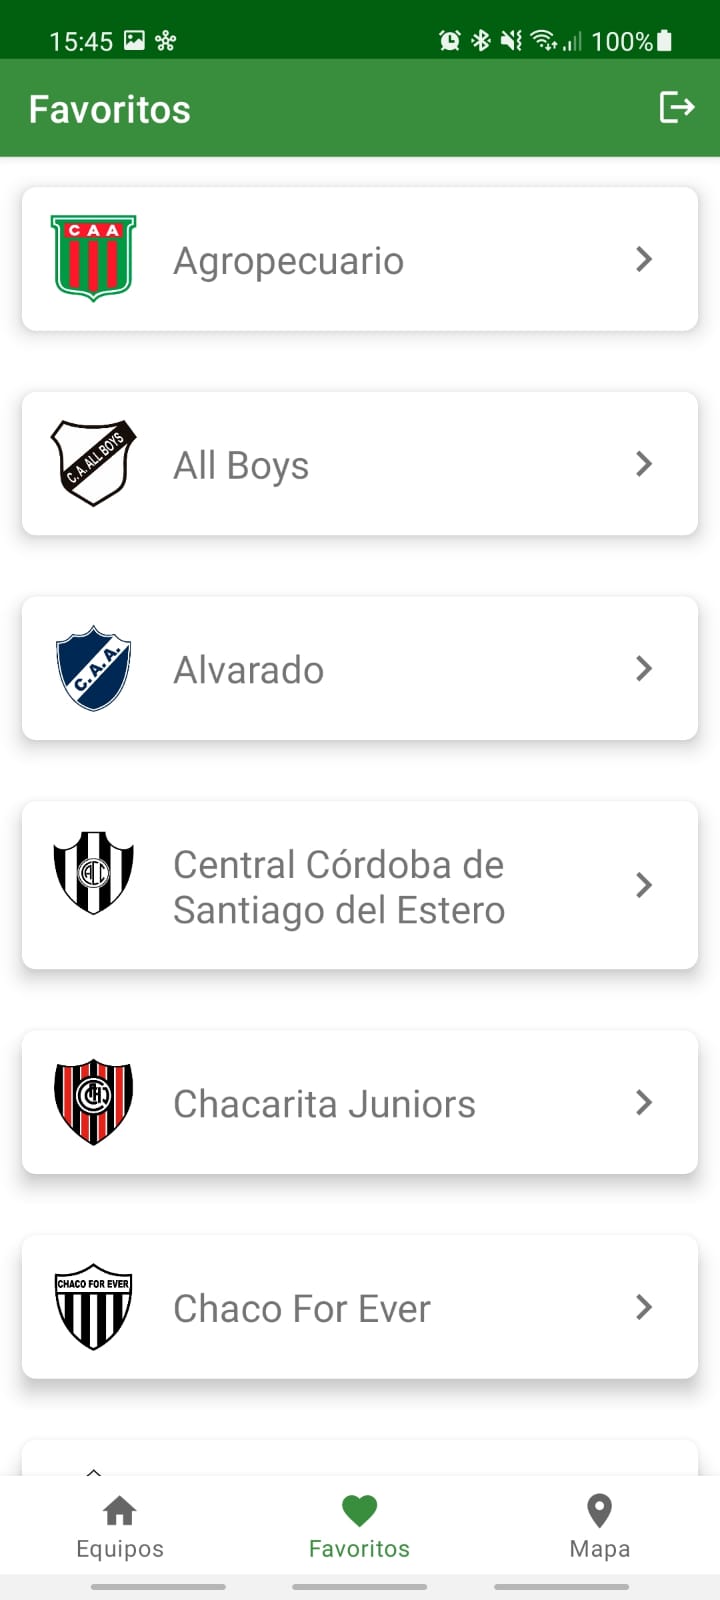 15:45 100%
Favoritos
CAA
Agropecuario
C.A. ALL BOYS
All Boys
C.A.A.
Alvarado
Central Córdoba de
Santiago del Estero
Chacarita Juniors
CHACO FOR EVER
Chaco For Ever
Equipos Favoritos Mapa